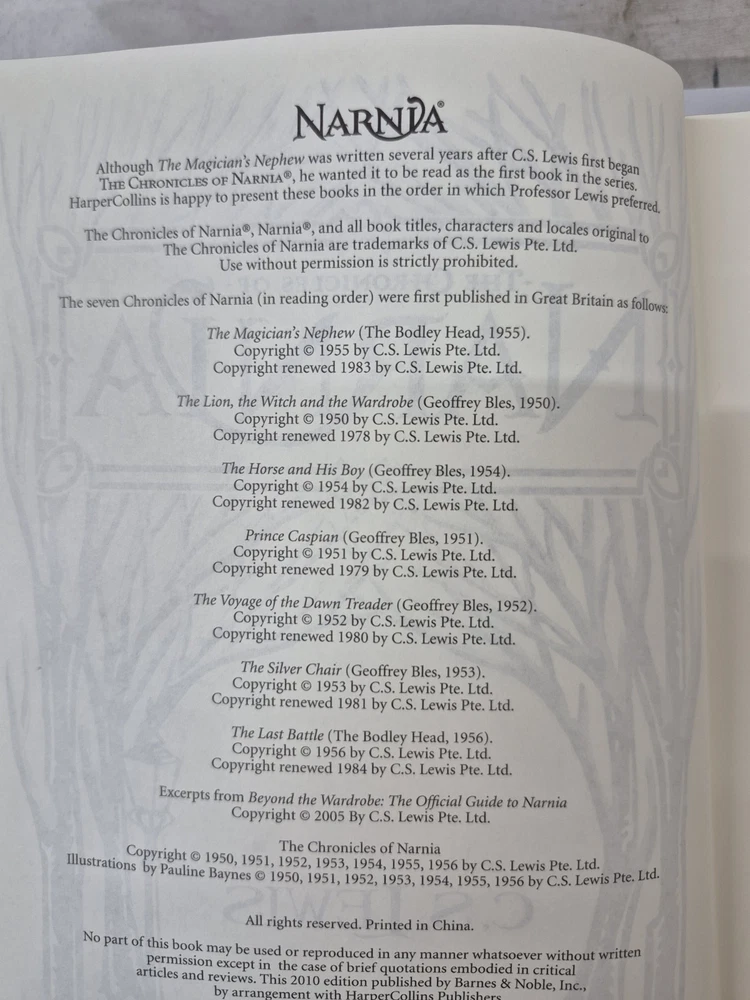 NARNIA®
Although The Magician's Nephew was written several years after C.S. Lewis first began
THE CHRONICLES OF NARNIA®, he wanted it to be read as the first book in the series.
HarperCollins is happy to present these books in the order in which Professor Lewis preferred.
The Chronicles of Narnia®, Narnia®, and all book titles, characters and locales original to
The Chronicles of Narnia are trademarks of C.S. Lewis Pte. Ltd.
Use without permission is strictly prohibited.
The seven Chronicles of Narnia (in reading order) were first published in Great Britain as follows:
The Magician's Nephew (The Bodley Head, 1955).
Copyright © 1955 by C.S. Lewis Pte. Ltd.
Copyright renewed 1983 by C.S. Lewis Pte. Ltd.
The Lion, the Witch and the Wardrobe (Geoffrey Bles, 1950).
Copyright © 1950 by C.S. Lewis Pte. Ltd.
Copyright renewed 1978 by C.S. Lewis Pte. Ltd.
The Horse and His Boy (Geoffrey Bles, 1954).
Copyright © 1954 by C.S. Lewis Pte. Ltd.
Copyright renewed 1982 by C.S. Lewis Pte. Ltd.
Prince Caspian (Geoffrey Bles, 1951).
Copyright © 1951 by C.S. Lewis Pte. Ltd.
Copyright renewed 1979 by C.S. Lewis Pte. Ltd.
The Voyage of the Dawn Treader (Geoffrey Bles, 1952).
Copyright © 1952 by C.S. Lewis Pte. Ltd.
Copyright renewed 1980 by C.S. Lewis Pte. Ltd.
The Silver Chair (Geoffrey Bles, 1953).
Copyright © 1953 by C.S. Lewis Pte. Ltd.
Copyright renewed 1981 by C.S. Lewis Pte. Ltd.
The Last Battle (The Bodley Head, 1956).
Copyright © 1956 by C.S. Lewis Pte. Ltd.
Copyright renewed 1984 by C.S. Lewis Pte. Ltd.
Excerpts from Beyond the Wardrobe: The Official Guide to Narnia
Copyright © 2005 By C.S. Lewis Pte. Ltd.
The Chronicles of Narnia
Copyright © 1950, 1951, 1952, 1953, 1954, 1955, 1956 by C.S. Lewis Pte. Ltd.
Illustrations by Pauline Baynes © 1950, 1951, 1952, 1953, 1954, 1955, 1956 by C.S. Lewis Pte. Ltd.
All rights reserved. Printed in China.
No part of this book may be used or reproduced in any manner whatsoever without written
permission except in the case of brief quotations embodied in critical
articles and reviews. This 2010 edition published by Barnes & Noble, Inc.,
by arrangement with HarperCollins Publishers